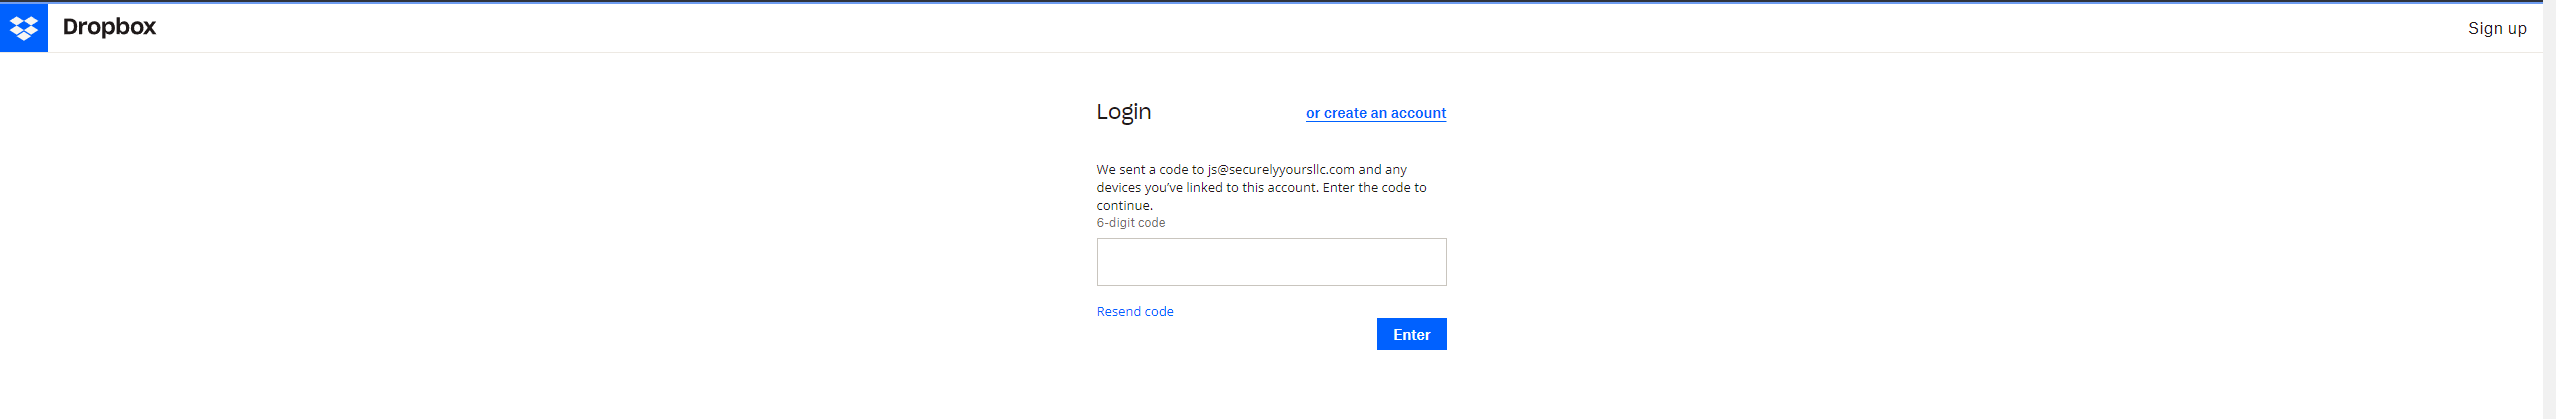 Dropbox
Sign up
Login
or create an account
We sent a code to js@securelyyoursllc.com and any
devices you’ve linked to this account. Enter the code to
continue.
6-digit code
Resend code
Enter